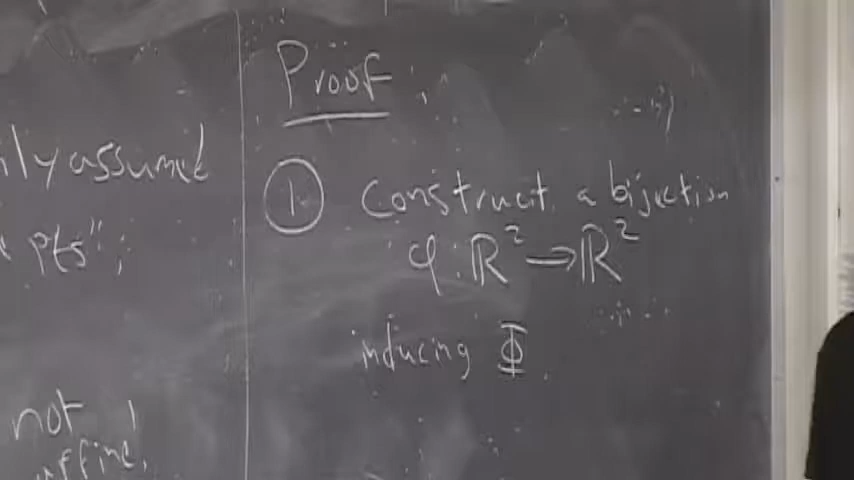 ily assumed
pts";
not
affine,
Proof:
① Construct a bijection
φ: ℝ² → ℝ²
inducing Φ.